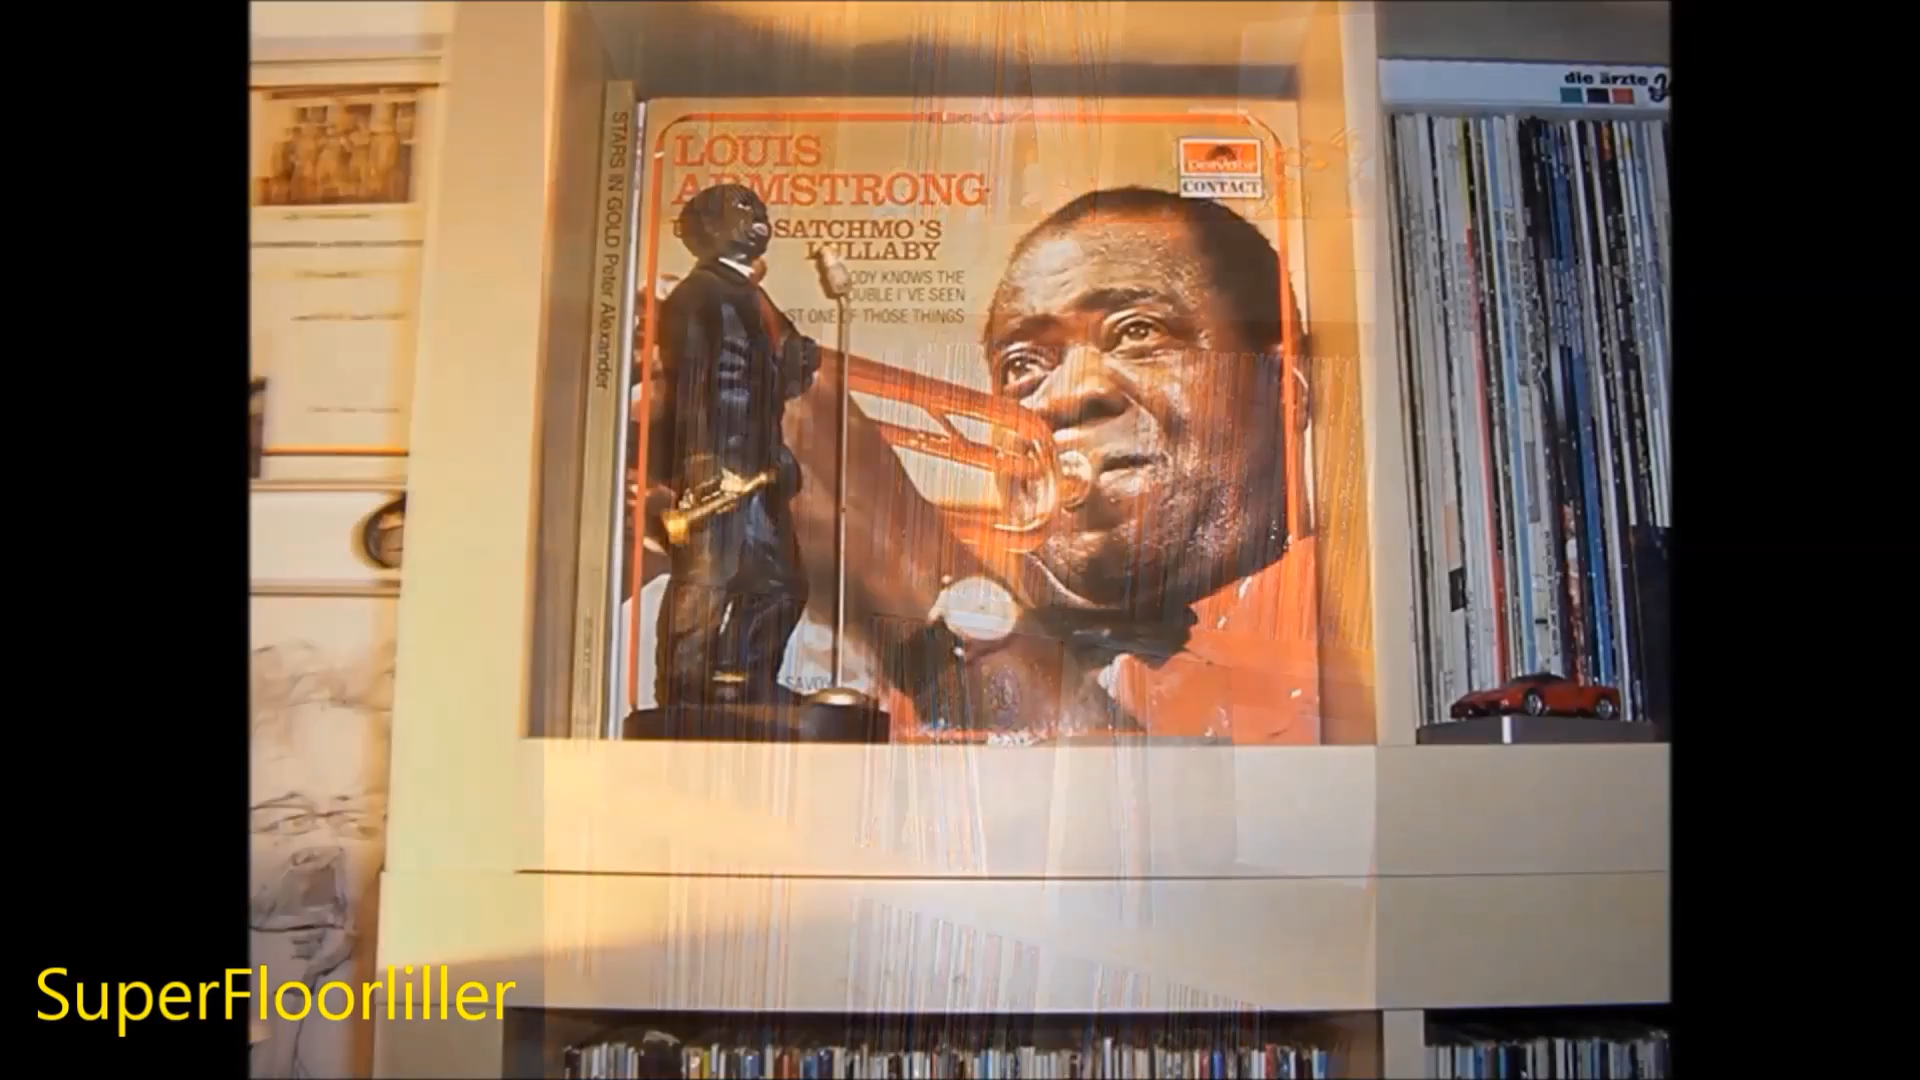 die ärzte
STARS IN GOLD Peter Alexander
LOUIS
ARMSTRONG
SATCHMO'S
LULLABY
ODY KNOWS THE
OUBLE I'VE SEEN
ST ONE OF THOSE THINGS
Polydor
CONTACT
SAVOY
SuperFloorliller